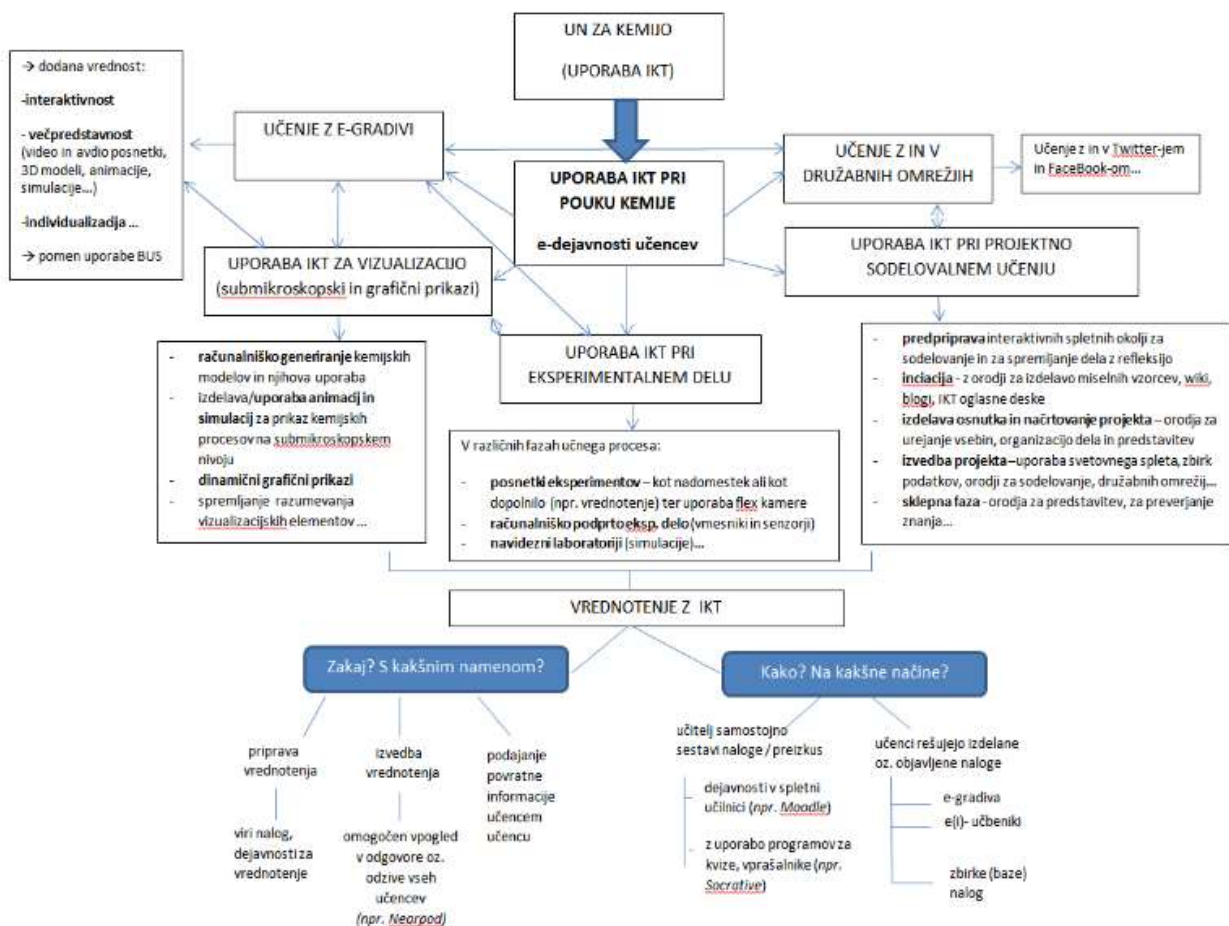 UN ZA KEMIJO
(UPORABA IKT)
→ dodana vrednost:
-interaktivnost
- večpredstavnost
(video in avdio posnetki,
3D modeli, animacije,
simulacije...)
-individualizacija ...
→ pomen uporabe BUS
UČENJE Z E-GRADIVI
UPORABA IKT PRI
POUKU KEMIJE
e-dejavnosti učencev
UČENJE Z IN V
DRUŽABNIH OMREŽJIH
Učenje z in v Twitter-jem
in FaceBook-om...
UPORABA IKT ZA VIZUALIZACIJO
(submikroskopski in grafični prikazi)
UPORABA IKT PRI PROJEKTNO
SODELOVALNEM UČENJU
UPORABA IKT PRI
EKSPERIMENTALNEM DELU
- računalniško generiranje kemijskih
modelov in njihova uporaba
- izdelava/uporaba animacij in
simulacij za prikaz kemijskih
procesov na submikroskopskem
nivoju
- dinamični grafični prikazi
- spremljanje razumevanja
vizualizacijskih elementov ...
V različnih fazah učnega procesa:
- posnetki eksperimentov – kot nadomestek ali kot
dopolnilo (npr. vrednotenje) ter uporaba flex kamere
- računalniško podprto eksp. delo (vmesniki in senzorji)
- navidezni laboratoriji (simulacije)...
- predpriprava interaktivnih spletnih okolji za
sodelovanje in za spremljanje dela z refleksijo
- inciacija - z orodji za izdelavo miselnih vzorcev, wiki,
blogi, IKT oglasne deske
- izdelava osnutka in načrtovanje projekta – orodja za
urejanje vsebin, organizacijo dela in predstavitev
- izvedba projekta – uporaba svetovnega spleta, zbirk
podatkov, orodij za sodelovanje, družabnih omrežij,...
- sklepna faza - orodja za predstavitev, za preverjanje
znanja...
VREDNOTENJE Z IKT
Zakaj? S kakšnim namenom?
Kako? Na kakšne načine?
priprava
vrednotenja
viri nalog,
dejavnosti za
vrednotenje
izvedba
vrednotenja
omogočen vpogled
v odgovore oz.
odzive vseh
učencev
(npr. Nearpod)
podajanje
povratne
informacije
učencem
učencu
učitelj samostojno
sestavi naloge / preizkus
dejavnosti v spletni
učilnici (npr. Moodle)
z uporabo programov za
kvize, vprašalnike (npr.
Socrative)
učenci rešujejo izdelane
oz. objavljene naloge
e-gradiva
e(i)- učbeniki
zbirke (baze)
nalog